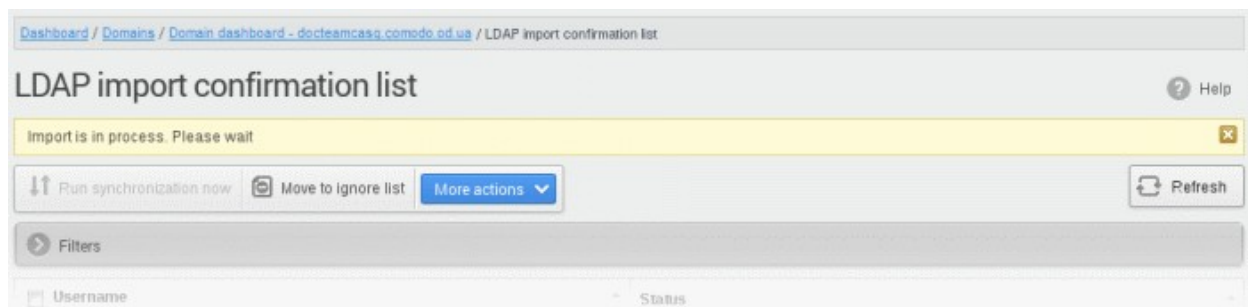 Dashboard / Domains / Domain dashboard - docteamcasg.comodo.od.ua / LDAP import confirmation list
LDAP import confirmation list
Help
Import is in process. Please wait
Run synchronization now
Move to ignore list
More actions
Refresh
Filters
Username
Status